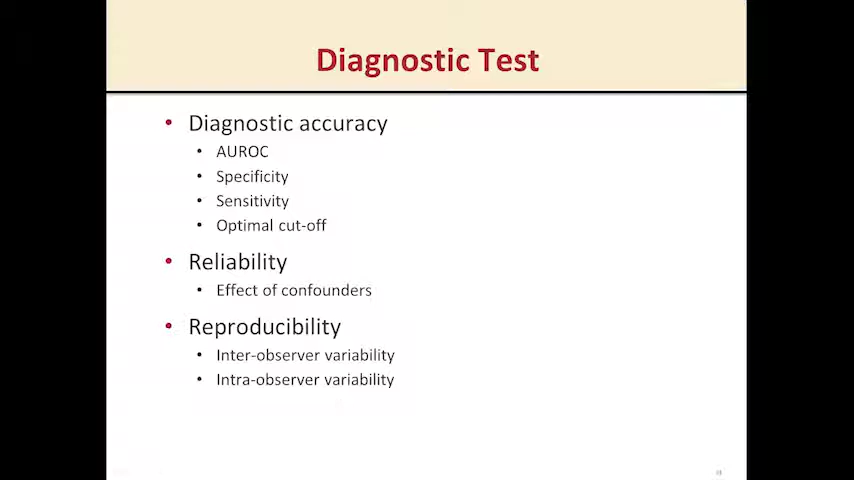 Diagnostic Test
• Diagnostic accuracy
• AUROC
• Specificity
• Sensitivity
• Optimal cut-off
• Reliability
• Effect of confounders
• Reproducibility
• Inter-observer variability
• Intra-observer variability